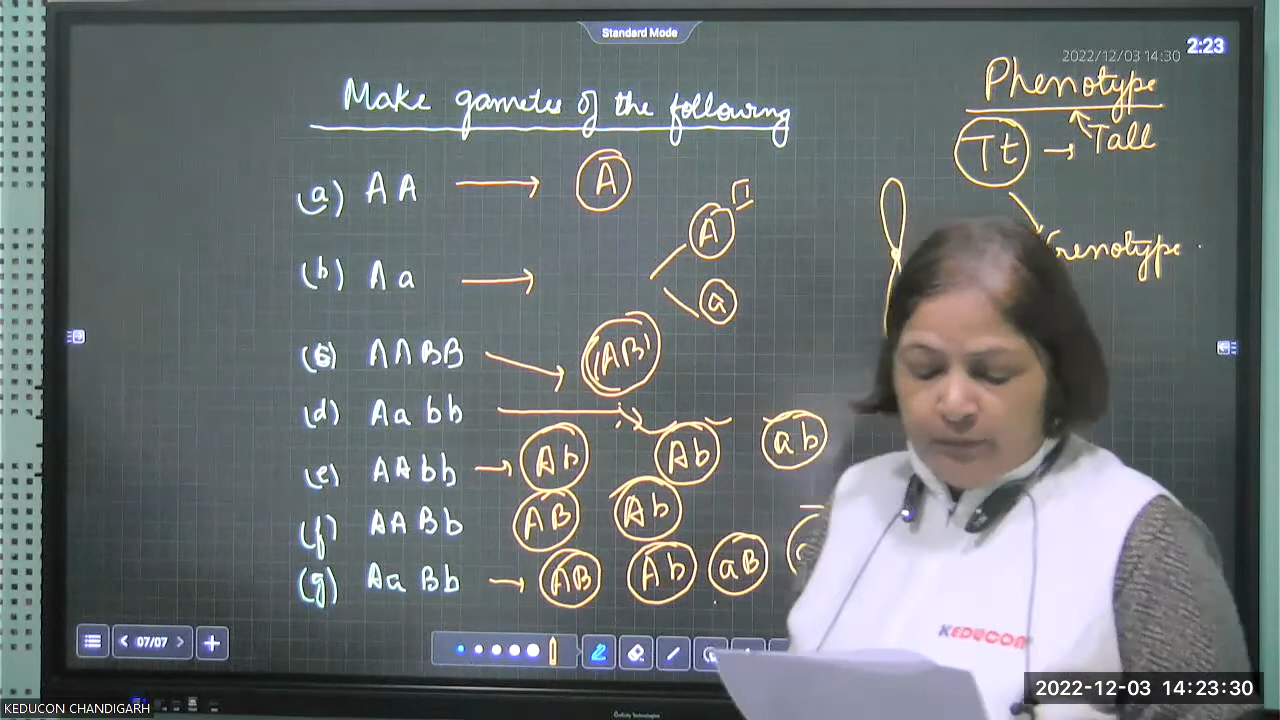 Standard Mode
2:23
2022/12/03 14:30
Make gametes of the following
Phenotype
Tt → Tall
Genotype
(a) AA → A
(b) Aa → A
a
(c) AABB → AB
(d) Aabb → Ab ab
(e) AAbb → Ab
(f) AABb AB Ab
(g) AaBb → AB Ab aB
07/07
KEDUCON
2022-12-03 14:23:30
KEDUCON CHANDIGARH